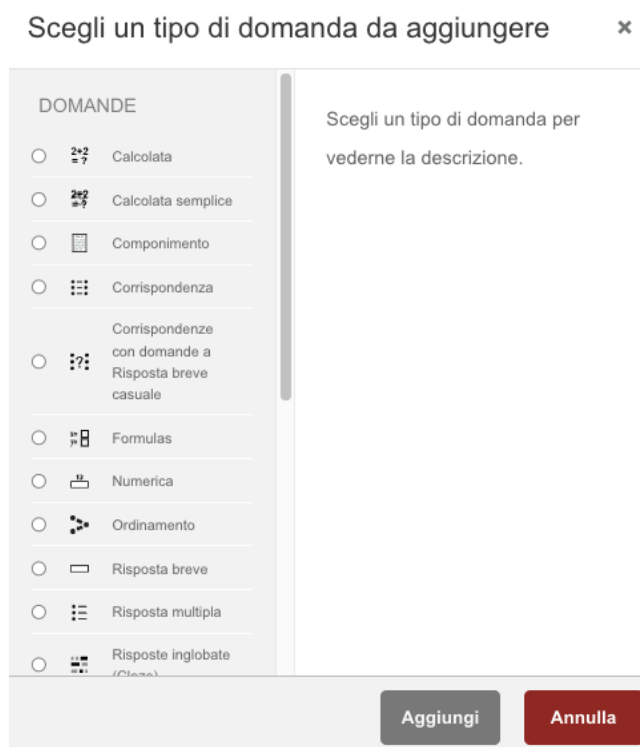 Scegli un tipo di domanda da aggiungere ×
DOMANDE
Calcolata
Calcolata semplice
Componimento
Corrispondenza
Corrispondenze
con domande a
Risposta breve
casuale
Formulas
Numerica
Ordinamento
Risposta breve
Risposta multipla
Risposte inglobate
(Cloze)
Scegli un tipo di domanda per
vederne la descrizione.
Aggiungi
Annulla